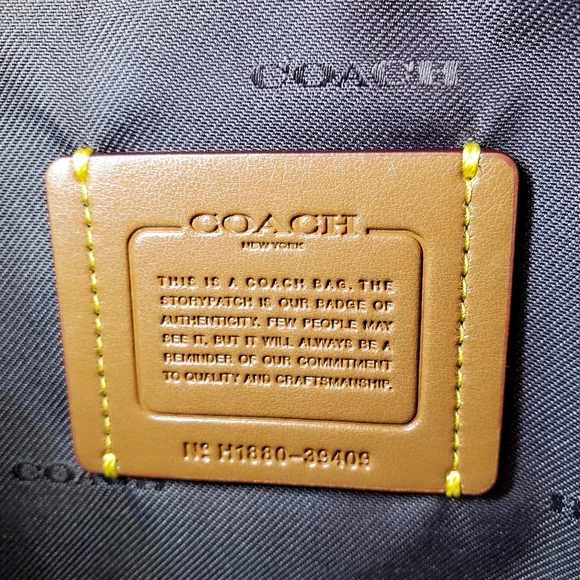 COACH
COACH
NEW YORK
THIS IS A COACH BAG. THE
STORYPATCH IS OUR BADGE OF
AUTHENTICITY. FEW PEOPLE MAY
SEE IT, BUT IT WILL ALWAYS BE A
REMINDER OF OUR COMMITMENT
TO QUALITY AND CRAFTSMANSHIP.
Nº H1880-39409
COACH